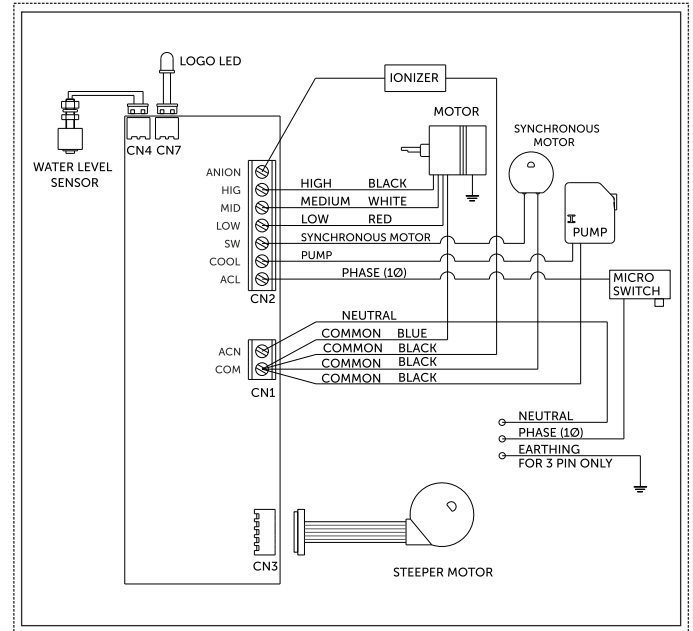 LOGO LED
IONIZER
MOTOR
SYNCHRONOUS
MOTOR
CN4 CN7
WATER LEVEL
SENSOR
ANION
HIG HIGH BLACK
MID MEDIUM WHITE
LOW LOW RED
SW SYNCHRONOUS MOTOR
COOL PUMP
ACL PHASE (1Ø)
CN2
PUMP
MICRO
SWITCH
NEUTRAL
COMMON BLUE
ACN COMMON BLACK
COM COMMON BLACK
COMMON BLACK
CN1
NEUTRAL
PHASE (1Ø)
EARTHING
FOR 3 PIN ONLY
CN3
STEEPER MOTOR